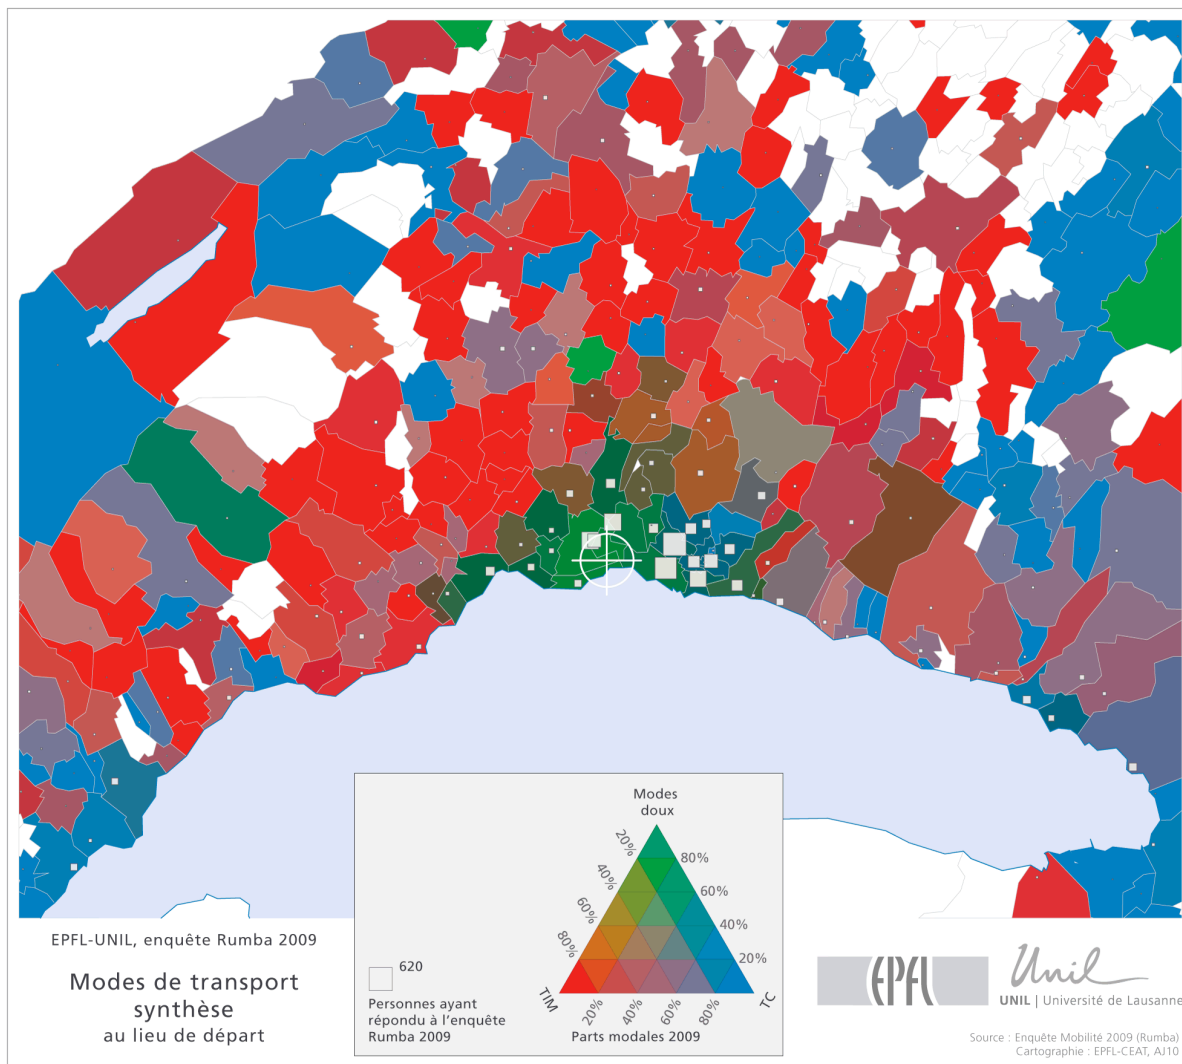 EPFL-UNIL, enquête Rumba 2009
Modes de transport
synthèse
au lieu de départ
620
Personnes ayant
répondu à l'enquête
Rumba 2009
Modes
doux
20%
40%
60%
80%
80%
60%
40%
20%
TIM
TC
20%
40%
60%
80%
Parts modales 2009
EPFL
Unil
UNIL | Université de Lausanne
Source : Enquête Mobilité 2009 (Rumba)
Cartographie : EPFL-CEAT, AJ10